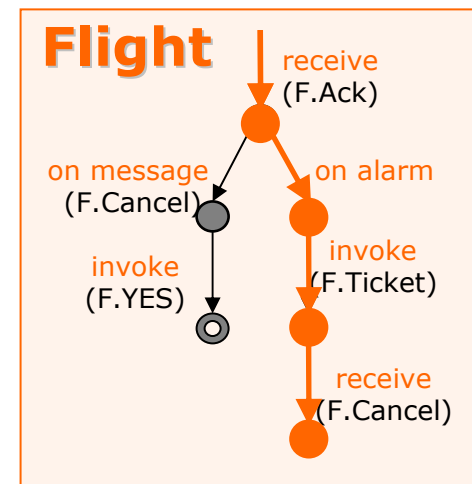 Flight
receive
(F.Ack)
on message
(F.Cancel)
on alarm
invoke
(F.YES)
invoke
(F.Ticket)
receive
(F.Cancel)